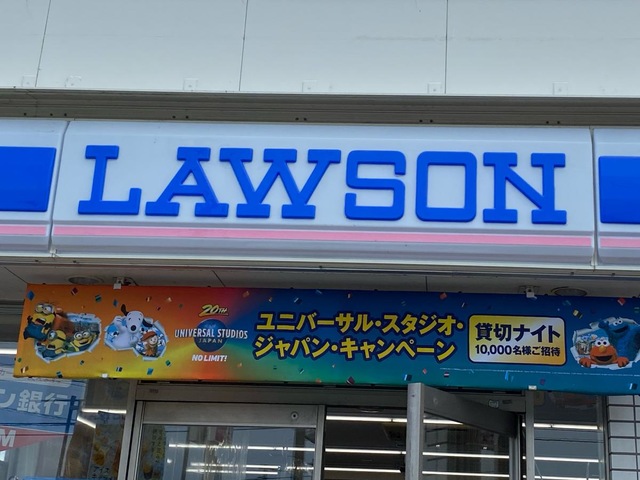 LAWSON
20TH
UNIVERSAL STUDIOS
JAPAN
NO LIMIT!
ユニバーサル・スタジオ・
ジャパン・キャンペーン
貸切ナイト
10,000名様ご招待
ン銀行
M